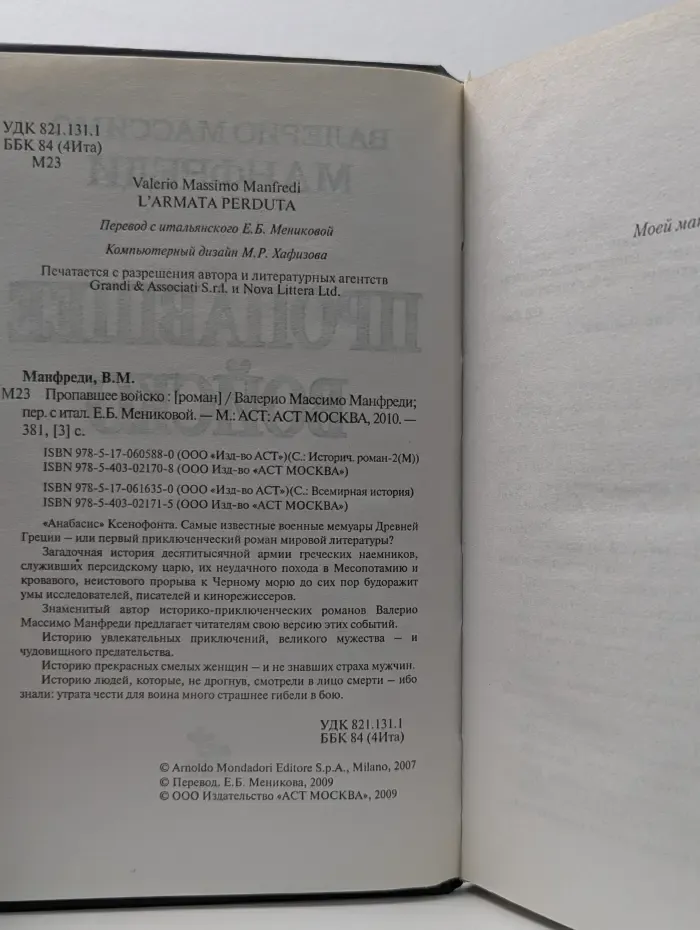 УДК 821.131.1
ББК 84 (4Ита)
М23
Valerio Massimo Manfredi
L'ARMATA PERDUTA
Перевод с итальянского Е.Б. Мениковой
Компьютерный дизайн М.Р. Хафизова
Печатается с разрешения автора и литературных агентств
Grandi & Associati S.r.l. и Nova Littera Ltd.
Манфреди, В.М.
М23 Пропавшее войско : [роман] / Валерио Массимо Манфреди;
пер. с итал. Е.Б. Мениковой. — М.: АСТ: АСТ МОСКВА, 2010. —
381, [3] с.
ISBN 978-5-17-060588-0 (ООО «Изд-во АСТ»)(С.: Историч. роман-2(М))
ISBN 978-5-403-02170-8 (ООО Изд-во «АСТ МОСКВА»)
ISBN 978-5-17-061635-0 (ООО «Изд-во АСТ»)(С.: Всемирная история)
ISBN 978-5-403-02171-5 (ООО Изд-во «АСТ МОСКВА»)
«Анабасис» Ксенофонта. Самые известные военные мемуары Древней
Греции — или первый приключенческий роман мировой литературы?
Загадочная история десятитысячной армии греческих наемников,
служивших персидскому царю, их неудачного похода в Месопотамию и
кровавого, неистового прорыва к Черному морю до сих пор будоражит
умы исследователей, писателей и кинорежиссеров.
Знаменитый автор историко-приключенческих романов Валерио
Массимо Манфреди предлагает читателям свою версию этих событий.
Историю увлекательных приключений, великого мужества — и
чудовищного предательства.
Историю прекрасных смелых женщин — и не знавших страха мужчин.
Историю людей, которые, не дрогнув, смотрели в лицо смерти — ибо
знали: утрата чести для воина много страшнее гибели в бою.
УДК 821.131.1
ББК 84 (4Ита)
© Arnoldo Mondadori Editore S.p.A., Milano, 2007
© Перевод. Е.Б. Меникова, 2009
© ООО Издательство «АСТ МОСКВА», 2009
Моей